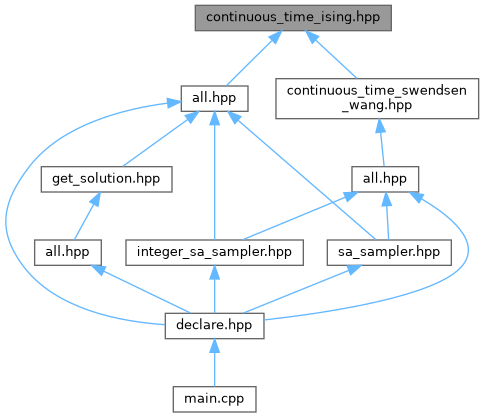 continuous_time_ising.hpp
all.hpp
continuous_time_swendsen
_wang.hpp
get_solution.hpp
all.hpp
all.hpp
integer_sa_sampler.hpp
sa_sampler.hpp
declare.hpp
main.cpp